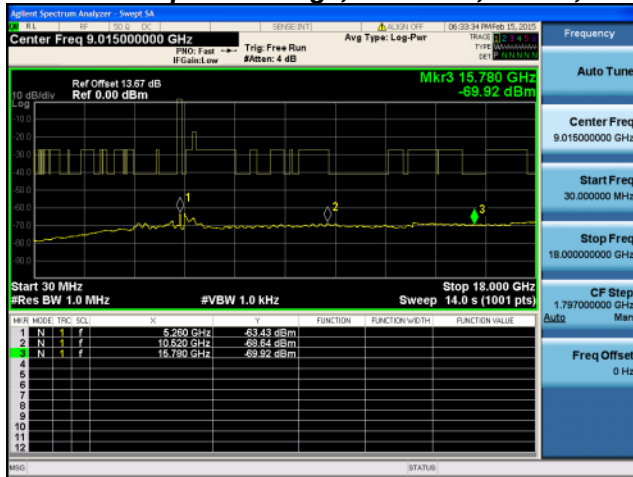 Agilent Spectrum Analyzer - Swept SA
RL RF 50 Ω DC SENSE:INT ALIGN OFF 06:33:34 PM Feb 15, 2015
Center Freq 9.015000000 GHz
PNO: Fast
IFGain:Low
Trig: Free Run
#Atten: 4 dB
Avg Type: Log-Pwr
TRACE 1 2 3 4 5 6
TYPE
DET P N N N N N
Ref Offset 13.67 dB
10 dB/div Ref 0.00 dBm
Log
Mkr3 15.780 GHz
-69.92 dBm
-10.0
-20.0
-30.0
-40.0
-50.0
-60.0
-70.0
-80.0
-90.0
1
2
3
Start 30 MHz Stop 18.000 GHz
#Res BW 1.0 MHz #VBW 1.0 kHz Sweep 14.0 s (1001 pts)
MKR MODE TRC SCL X Y FUNCTION FUNCTION WIDTH FUNCTION VALUE
1 N 1 f 5.260 GHz -63.43 dBm
2 N 1 f 10.520 GHz -68.64 dBm
3 N 1 f 15.780 GHz -69.92 dBm
4
5
6
7
8
9
10
11
12
MSG STATUS
Frequency
Auto Tune
Center Freq
9.015000000 GHz
Start Freq
30.000000 MHz
Stop Freq
18.000000000 GHz
CF Step
1.797000000 GHz
Auto Man
Freq Offset
0 Hz